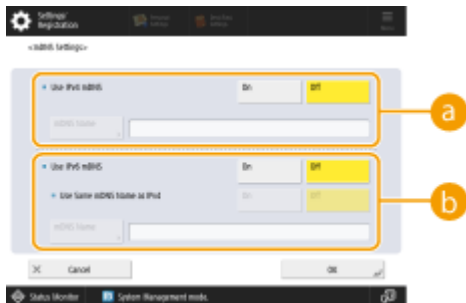 Settings/
Registration
Menu
<mDNS Settings>
Use IPv4 mDNS
On
Off
mDNS Name
a
Use IPv6 mDNS
On
Off
Use Same mDNS Name as IPv4
On
Off
mDNS Name
b
Cancel
OK
Status Monitor
System Management mode.